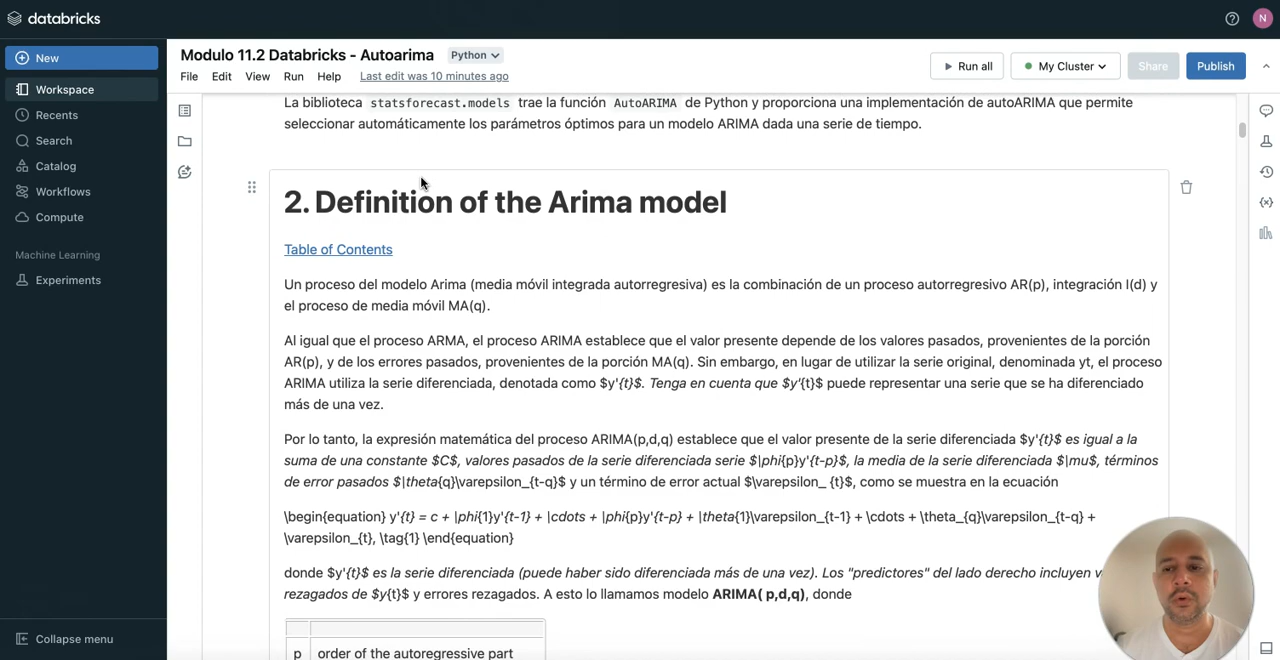 databricks
N
New
Workspace
Recents
Search
Catalog
Workflows
Compute
Machine Learning
Experiments
Collapse menu
Modulo 11.2 Databricks - Autoarima
Python
File Edit View Run Help Last edit was 10 minutes ago
Run all
My Cluster
Share
Publish
La biblioteca statsforecast.models trae la función AutoARIMA de Python y proporciona una implementación de autoARIMA que permite
seleccionar automáticamente los parámetros óptimos para un modelo ARIMA dada una serie de tiempo.
2. Definition of the Arima model
Table of Contents
Un proceso del modelo Arima (media móvil integrada autorregresiva) es la combinación de un proceso autorregresivo AR(p), integración I(d) y
el proceso de media móvil MA(q).
Al igual que el proceso ARMA, el proceso ARIMA establece que el valor presente depende de los valores pasados, provenientes de la porción
AR(p), y de los errores pasados, provenientes de la porción MA(q). Sin embargo, en lugar de utilizar la serie original, denominada yt, el proceso
ARIMA utiliza la serie diferenciada, denotada como $y'{t}$. Tenga en cuenta que $y'{t}$ puede representar una serie que se ha diferenciado
más de una vez.
Por lo tanto, la expresión matemática del proceso ARIMA(p,d,q) establece que el valor presente de la serie diferenciada $y'{t}$ es igual a la
suma de una constante $C$, valores pasados de la serie diferenciada serie $\phi{p}y'{t-p}$, la media de la serie diferenciada $\mu$, términos
de error pasados $\theta{q}\varepsilon_{t-q}$ y un término de error actual $\varepsilon_ {t}$, como se muestra en la ecuación
\begin{equation} y'{t} = c + \phi{1}y'{t-1} + \cdots + \phi{p}y'{t-p} + \theta{1}\varepsilon_{t-1} + \cdots + \theta_{q}\varepsilon_{t-q} +
\varepsilon_{t}, \tag{1} \end{equation}
donde $y'{t}$ es la serie diferenciada (puede haber sido diferenciada más de una vez). Los "predictores" del lado derecho incluyen
rezagados de $y{t}$ y errores rezagados. A esto lo llamamos modelo ARIMA( p,d,q), donde
p order of the autoregressive part